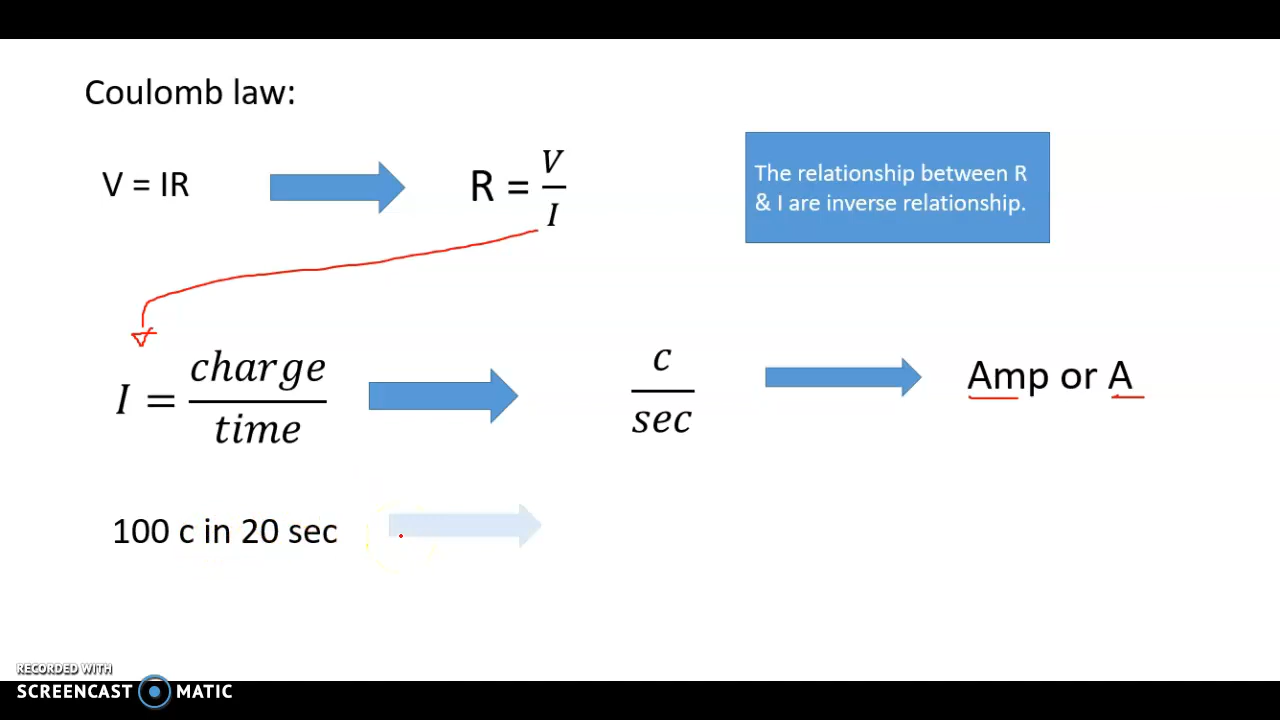 Coulomb law:
V = IR
R = V/I
The relationship between R
& I are inverse relationship.
I = charge/time
c/sec
Amp or A
100 c in 20 sec
RECORDED WITH
SCREENCAST MATIC